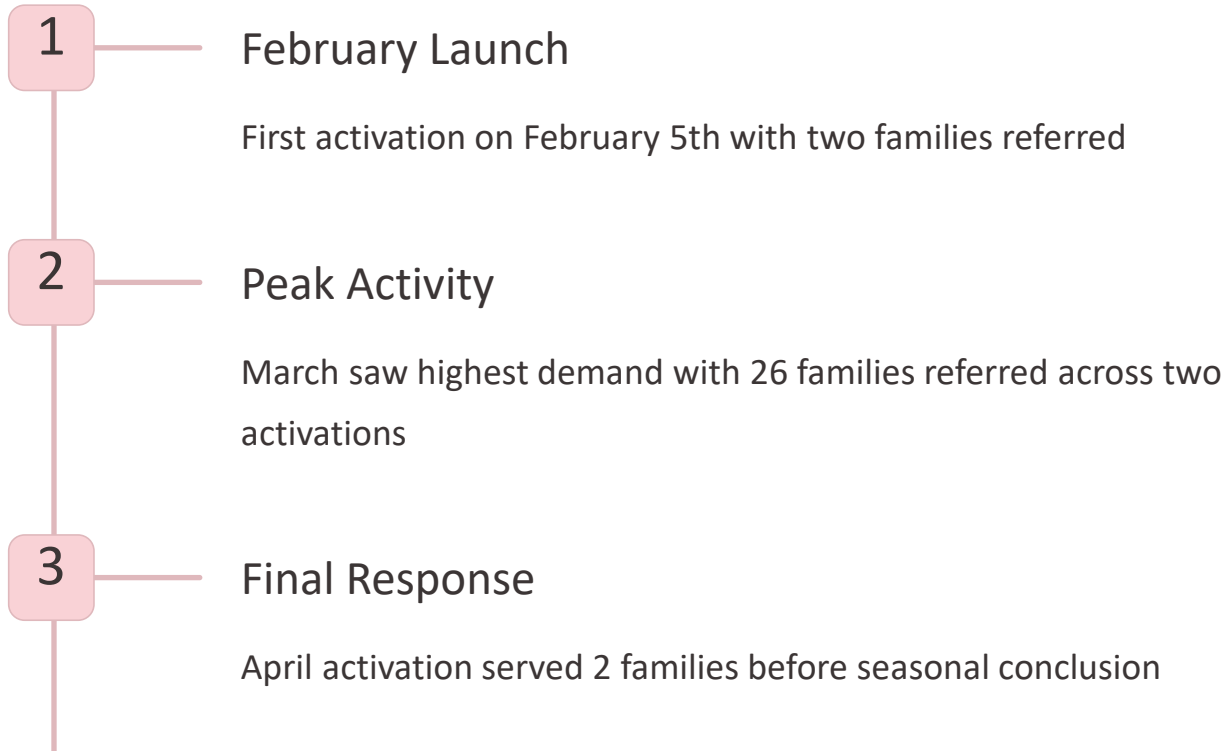 1
February Launch
First activation on February 5th with two families referred
2
Peak Activity
March saw highest demand with 26 families referred across two
activations
3
Final Response
April activation served 2 families before seasonal conclusion